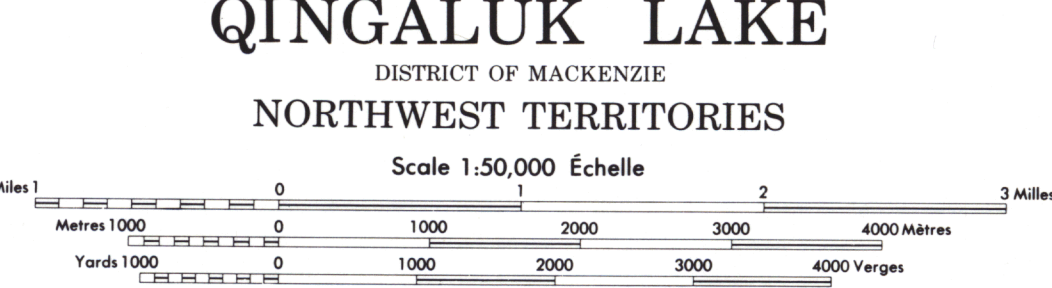 QINGALUK LAKE
DISTRICT OF MACKENZIE
NORTHWEST TERRITORIES
Scale 1:50,000 Échelle
Miles 1 0 1 2 3 Milles
Metres 1000 0 1000 2000 3000 4000 Mètres
Yards 1000 0 1000 2000 3000 4000 Verges